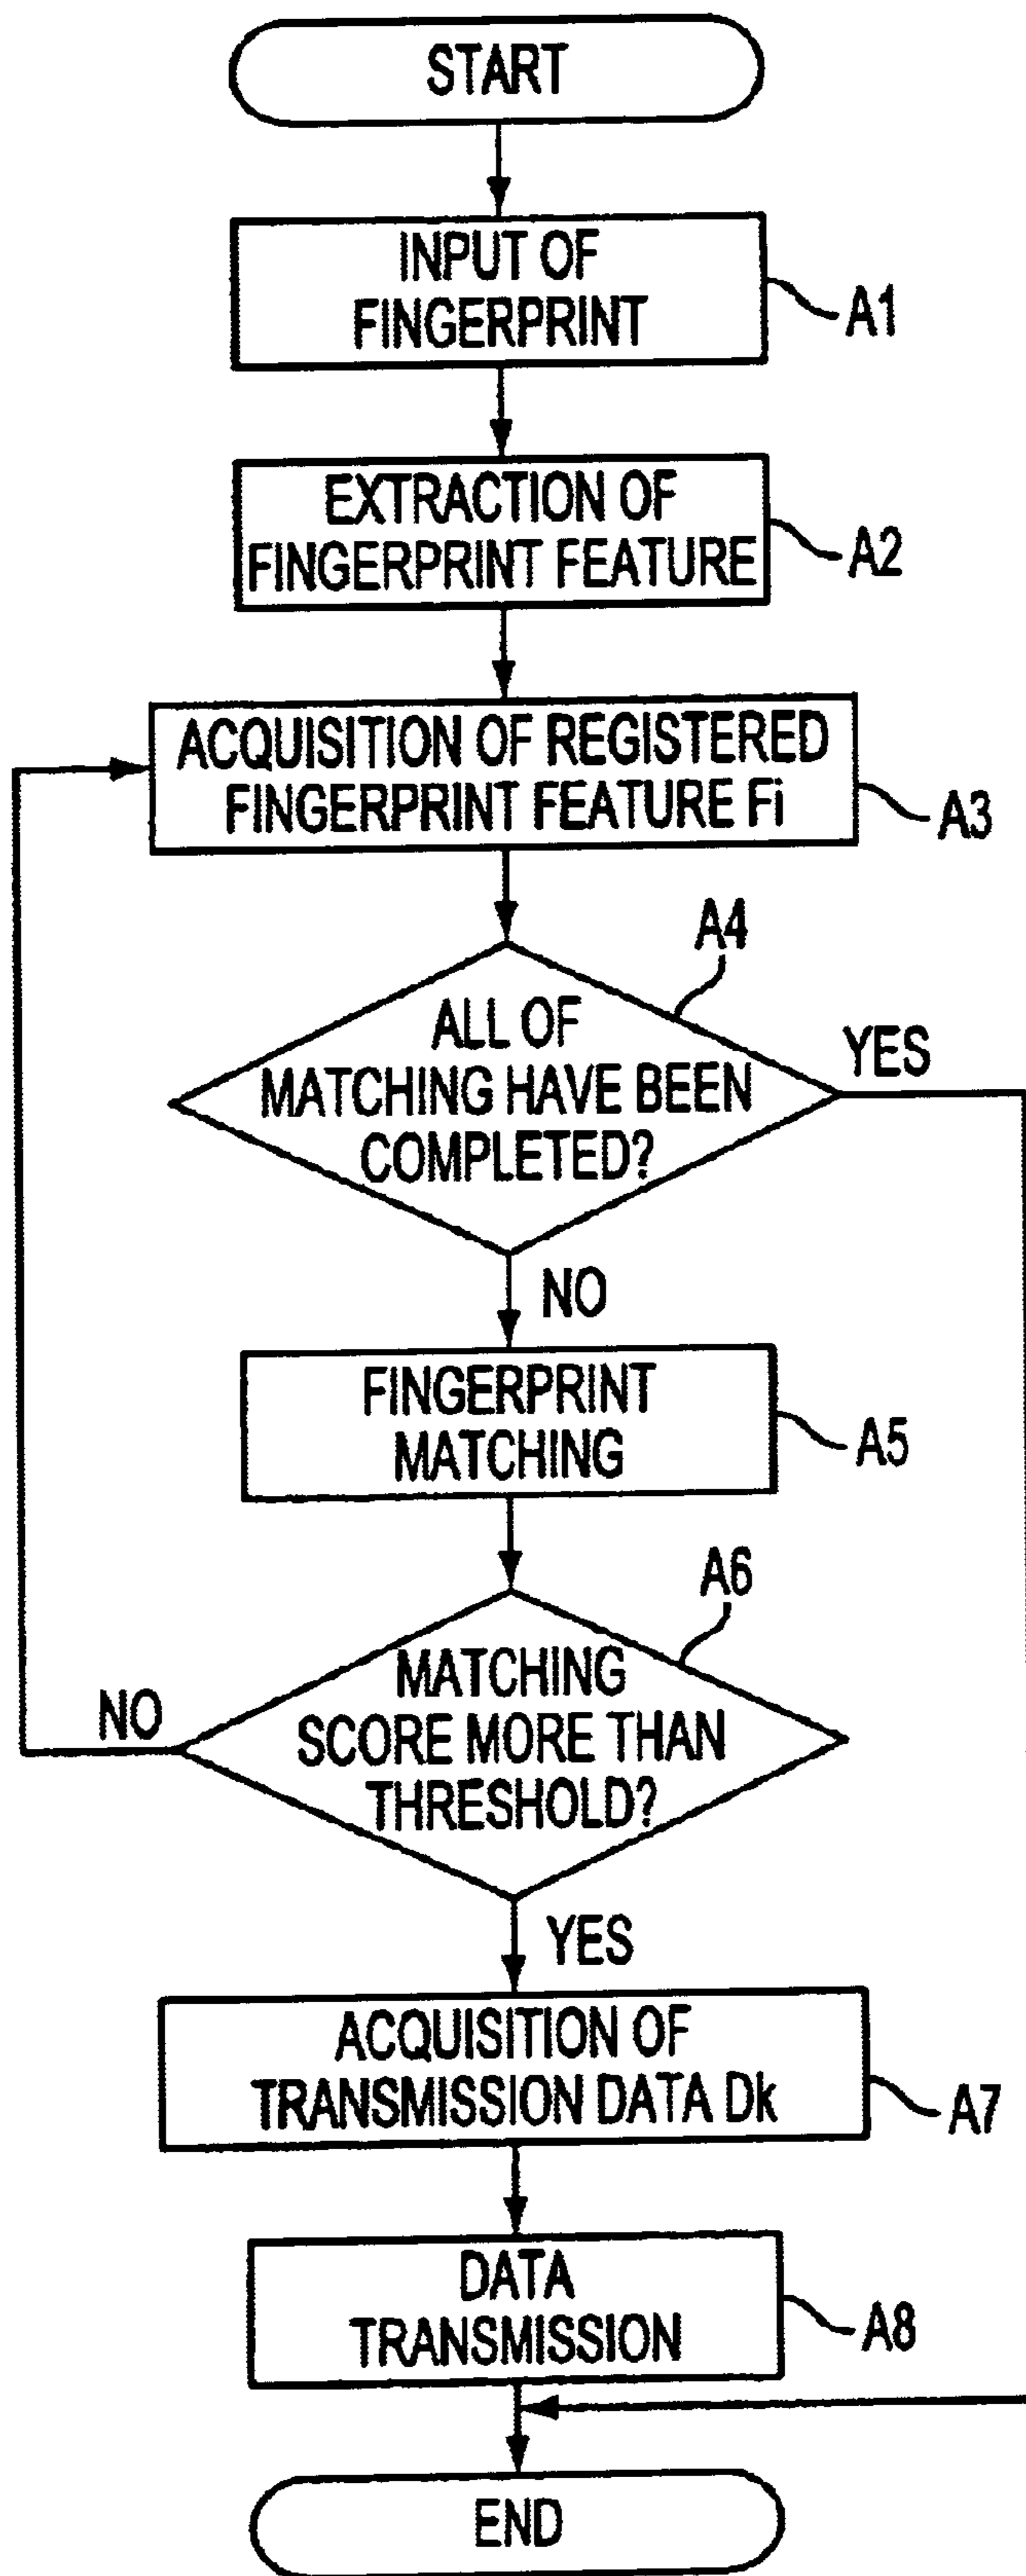 START
INPUT OF
FINGERPRINT
A1
EXTRACTION OF
FINGERPRINT FEATURE
A2
ACQUISITION OF REGISTERED
FINGERPRINT FEATURE Fi
A3
A4
ALL OF
MATCHING HAVE BEEN
COMPLETED?
YES
NO
FINGERPRINT
MATCHING
A5
A6
MATCHING
SCORE MORE THAN
THRESHOLD?
NO
YES
ACQUISITION OF
TRANSMISSION DATA Dk
A7
DATA
TRANSMISSION
A8
END